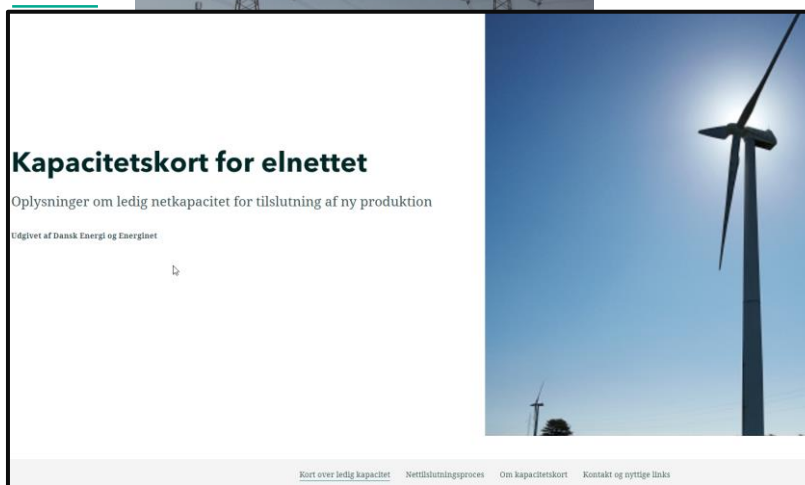 Kapacitetskort for elnettet
Oplysninger om ledig netkapacitet for tilslutning af ny produktion
Udgivet af Dansk Energi og Energinet
Kort over ledig kapacitet Nettilslutningsproces Om kapacitetskort Kontakt og nyttige links